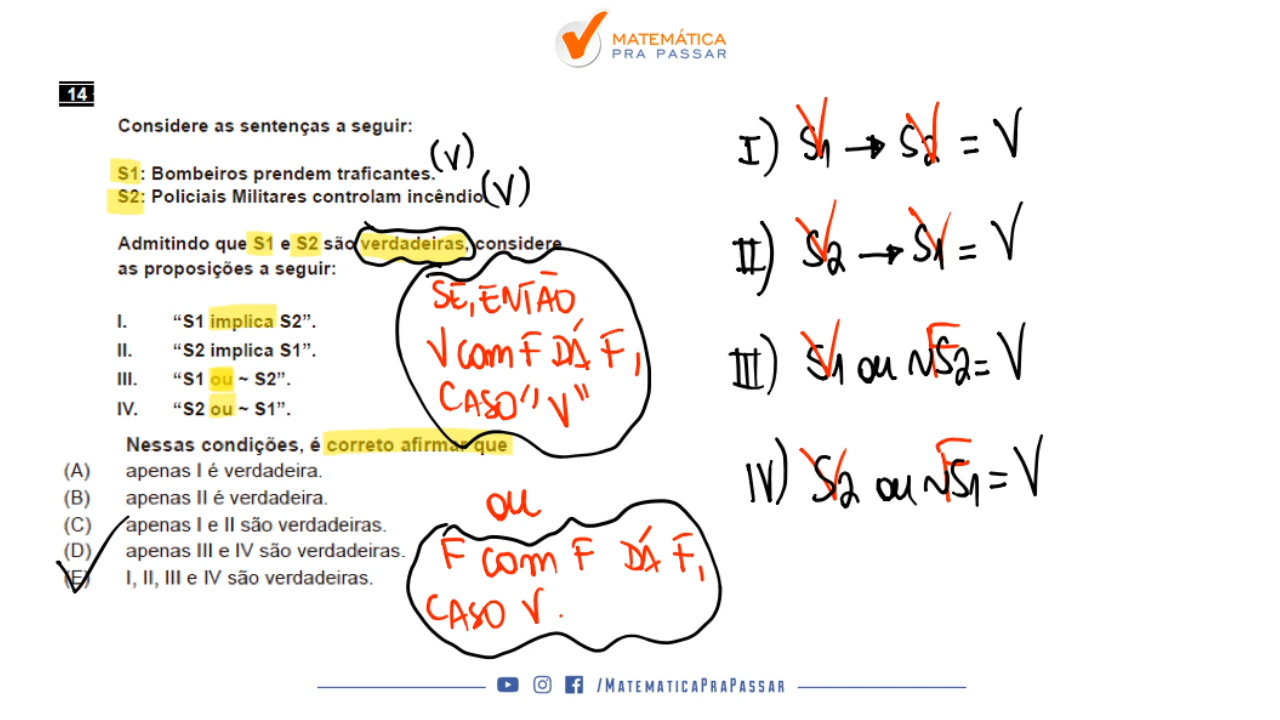 MATEMÁTICA
PRA PASSAR
14
Considere as sentenças a seguir:
S1: Bombeiros prendem traficantes. (V)
S2: Policiais Militares controlam incêndio (V)
Admitindo que S1 e S2 são verdadeiras, considere
as proposições a seguir:
I. “S1 implica S2”.
II. “S2 implica S1”.
III. “S1 ou ~ S2”.
IV. “S2 ou ~ S1”.
Nessas condições, é correto afirmar que
(A) apenas I é verdadeira.
(B) apenas II é verdadeira.
(C) apenas I e II são verdadeiras.
(D) apenas III e IV são verdadeiras.
(E) I, II, III e IV são verdadeiras.
SE, ENTÃO
V com F DÁ F,
CASO "V"
ou
F com F DÁ F,
CASO V.
V V
I) S1 → S2 = V
V V
II) S2 → S1 = V
V F
III) S1 ou ~S2 = V
V F
IV) S2 ou ~S1 = V
/MATEMATICAPRAPASSAR